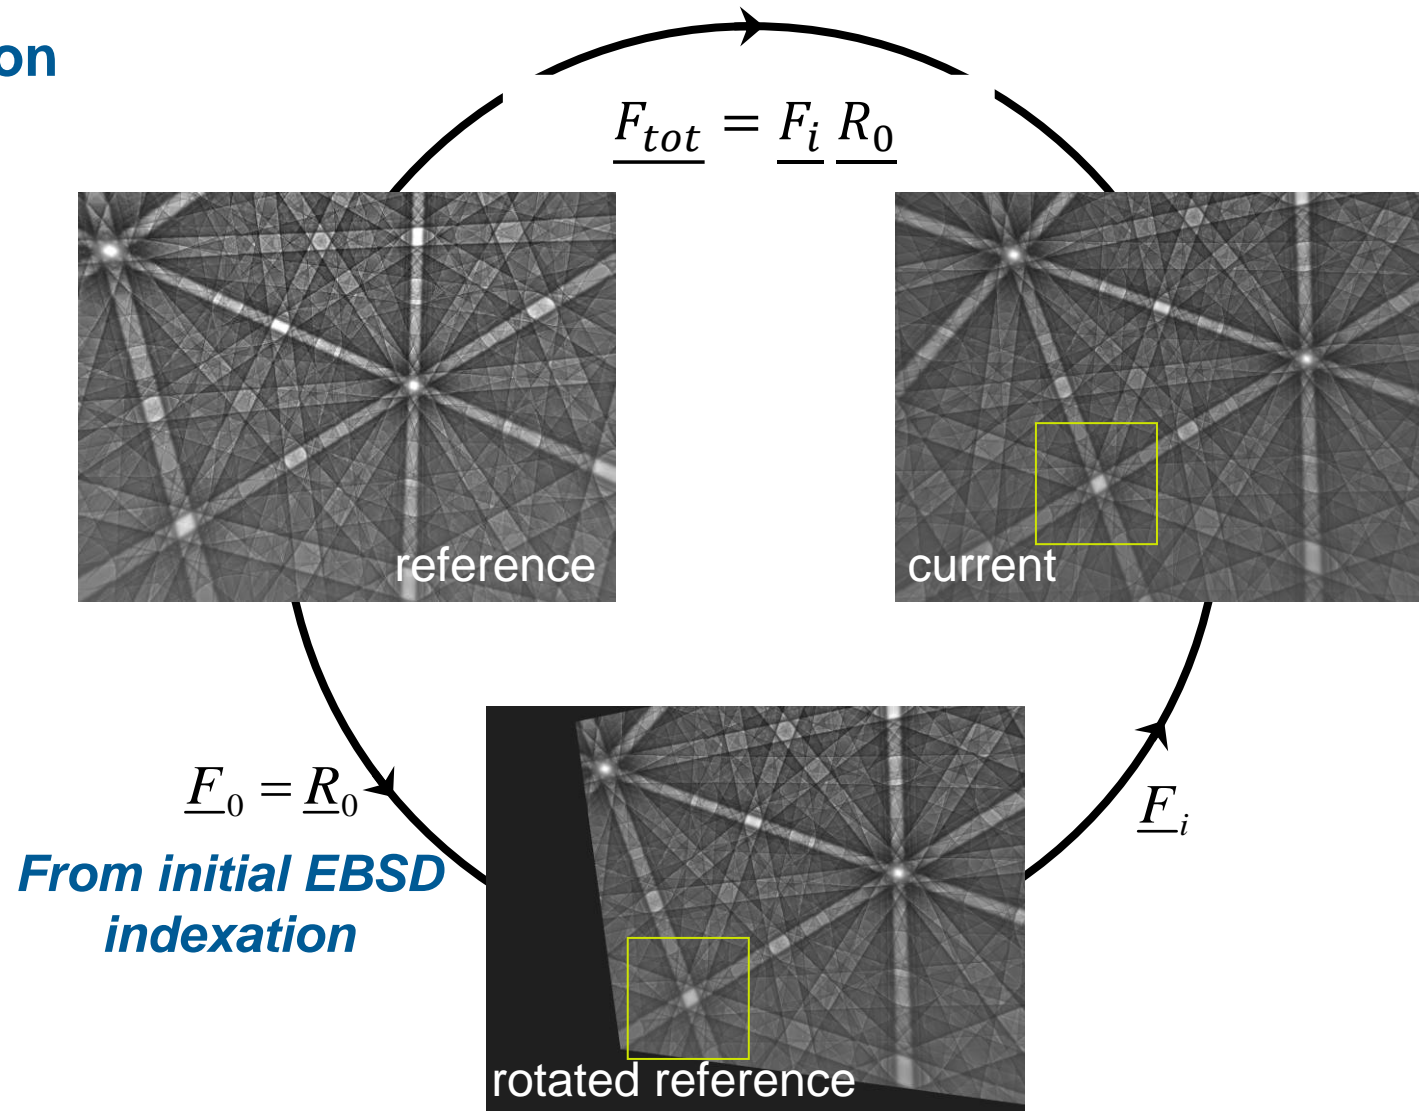 on
F_tot = F_i R_0
reference
current
F_0 = R_0
F_i
From initial EBSD
indexation
rotated reference